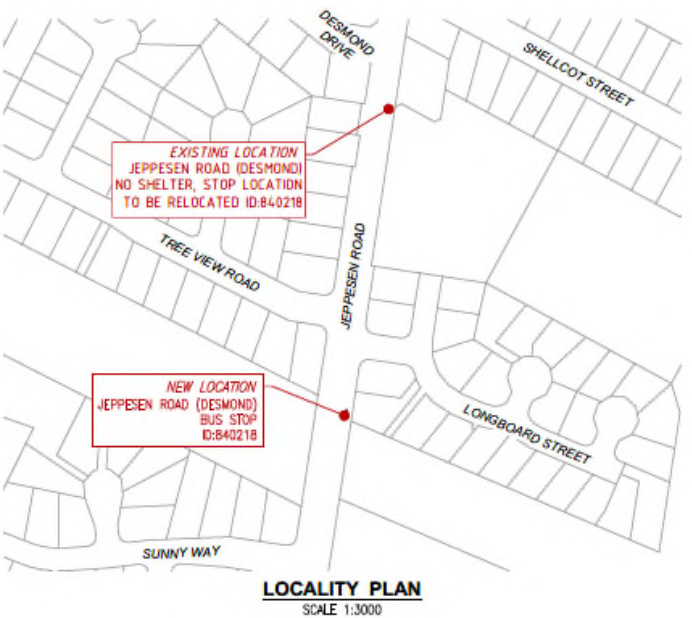 DESMOND
DRIVE
SHELLCOT STREET
EXISTING LOCATION
JEPPESEN ROAD (DESMOND)
NO SHELTER, STOP LOCATION
TO BE RELOCATED ID:840218
TREE VIEW ROAD
JEPPESEN ROAD
NEW LOCATION
JEPPESEN ROAD (DESMOND)
BUS STOP
ID:840218
LONGBOARD STREET
SUNNY WAY
LOCALITY PLAN
SCALE 1:3000